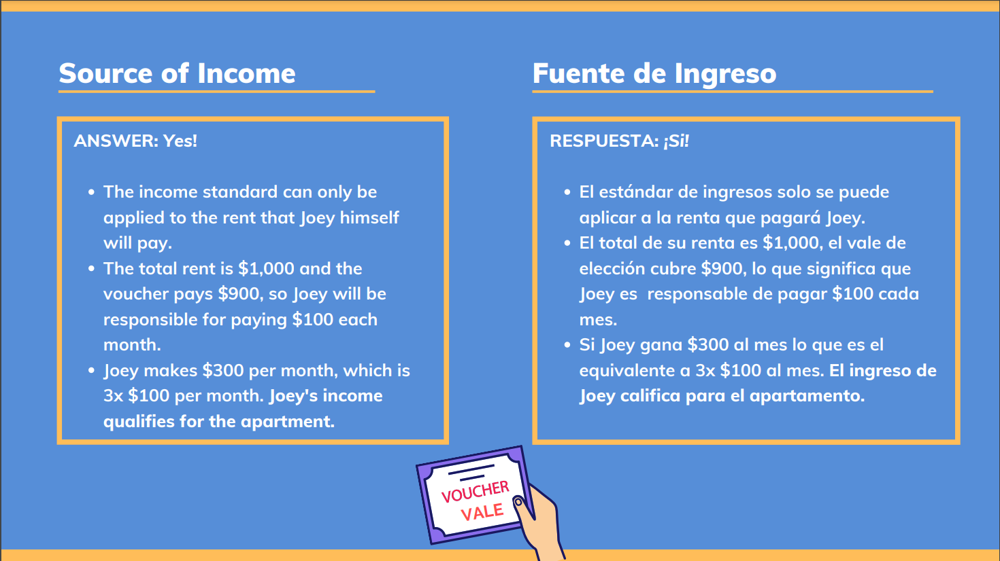 Source of Income
ANSWER: Yes!
• The income standard can only be
applied to the rent that Joey himself
will pay.
• The total rent is $1,000 and the
voucher pays $900, so Joey will be
responsible for paying $100 each
month.
• Joey makes $300 per month, which is
3x $100 per month. Joey's income
qualifies for the apartment.
Fuente de Ingreso
RESPUESTA: ¡Si!
• El estándar de ingresos solo se puede
aplicar a la renta que pagará Joey.
• El total de su renta es $1,000, el vale de
elección cubre $900, lo que significa que
Joey es  responsable de pagar $100 cada
mes.
• Si Joey gana $300 al mes lo que es el
equivalente a 3x $100 al mes. El ingreso de
Joey califica para el apartamento.
VOUCHER
VALE